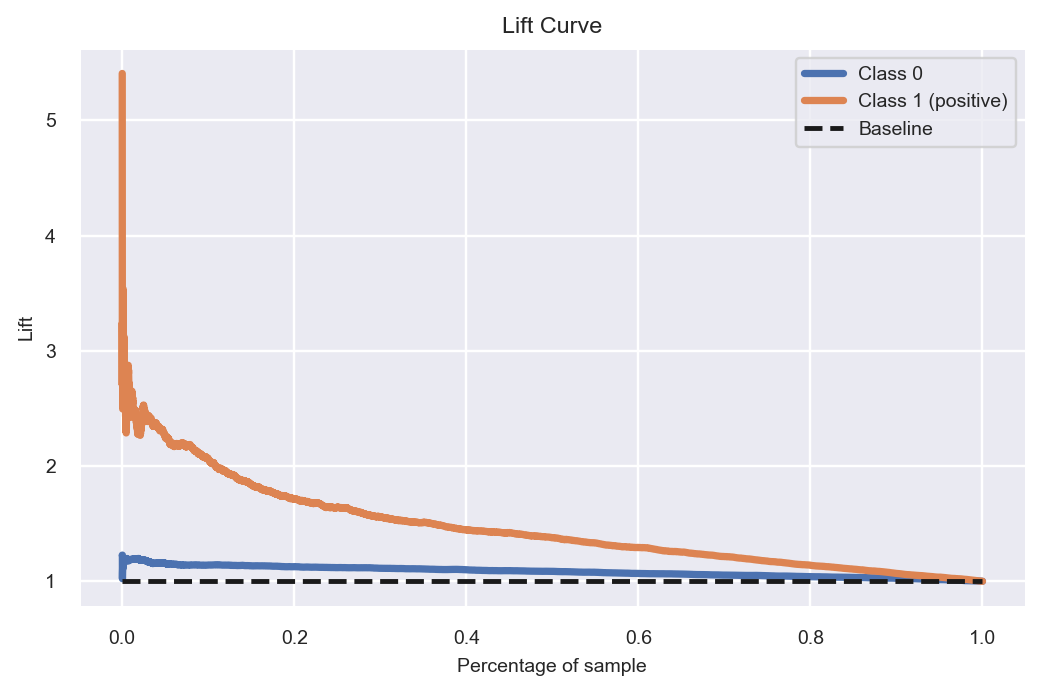 Lift Curve
Class 0
Class 1 (positive)
Baseline
5
4
3
2
1
Lift
0.0 0.2 0.4 0.6 0.8 1.0
Percentage of sample